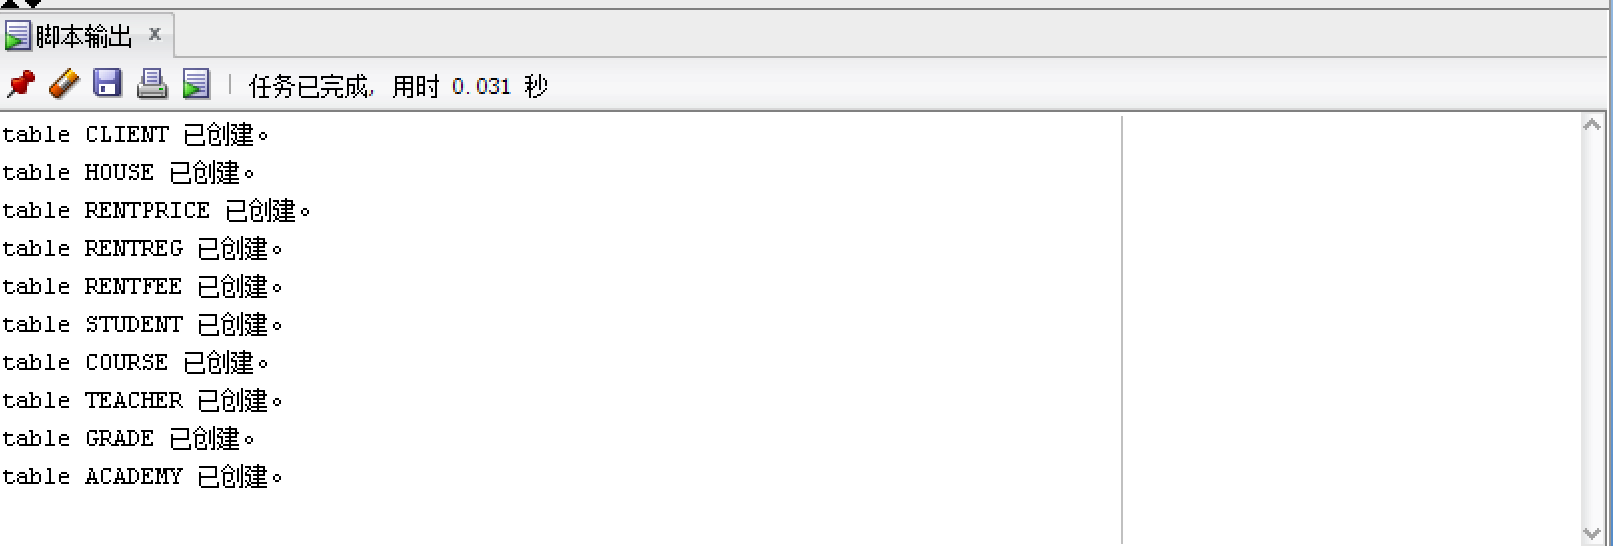 脚本输出 x
任务已完成, 用时 0.031 秒
table CLIENT 已创建。
table HOUSE 已创建。
table RENTPRICE 已创建。
table RENTREG 已创建。
table RENTFEE 已创建。
table STUDENT 已创建。
table COURSE 已创建。
table TEACHER 已创建。
table GRADE 已创建。
table ACADEMY 已创建。